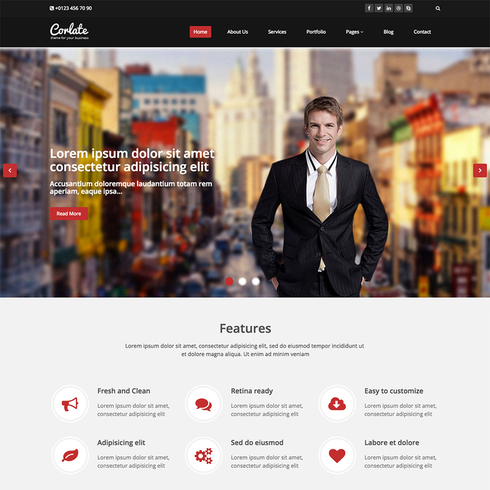 +0123 456 70 90
Corlate
theme for your business
Home About Us Services Portfolio Pages Blog Contact
Lorem ipsum dolor sit amet
consectetur adipisicing elit
Accusantium doloremque laudantium totam rem
aperiam, eaque ipsa...
Read More
Features
Lorem ipsum dolor sit amet, consectetur adipisicing elit, sed do eiusmod tempor incididunt ut
et dolore magna aliqua. Ut enim ad minim veniam
Fresh and Clean
Lorem ipsum dolor sit amet,
consectetur adipisicing elit
Retina ready
Lorem ipsum dolor sit amet,
consectetur adipisicing elit
Easy to customize
Lorem ipsum dolor sit amet,
consectetur adipisicing elit
Adipisicing elit
Lorem ipsum dolor sit amet,
consectetur adipisicing elit
Sed do eiusmod
Lorem ipsum dolor sit amet,
consectetur adipisicing elit
Labore et dolore
Lorem ipsum dolor sit amet,
consectetur adipisicing elit